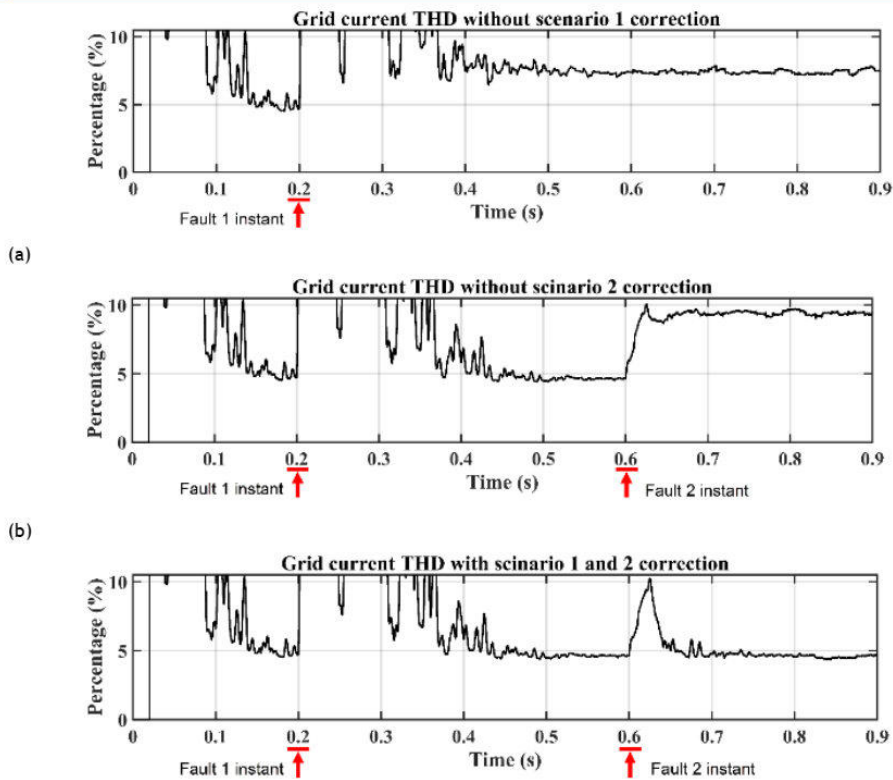 Grid current THD without scenario 1 correction
Percentage (%)
10
5
0
0 0.1 0.2 0.3 0.4 0.5 0.6 0.7 0.8 0.9
Time (s)
Fault 1 instant
(a)
Grid current THD without scinario 2 correction
Percentage (%)
10
5
0
0 0.1 0.2 0.3 0.4 0.5 0.6 0.7 0.8 0.9
Time (s)
Fault 1 instant
Fault 2 instant
(b)
Grid current THD with scinario 1 and 2 correction
Percentage (%)
10
5
0
0 0.1 0.2 0.3 0.4 0.5 0.6 0.7 0.8 0.9
Time (s)
Fault 1 instant
Fault 2 instant